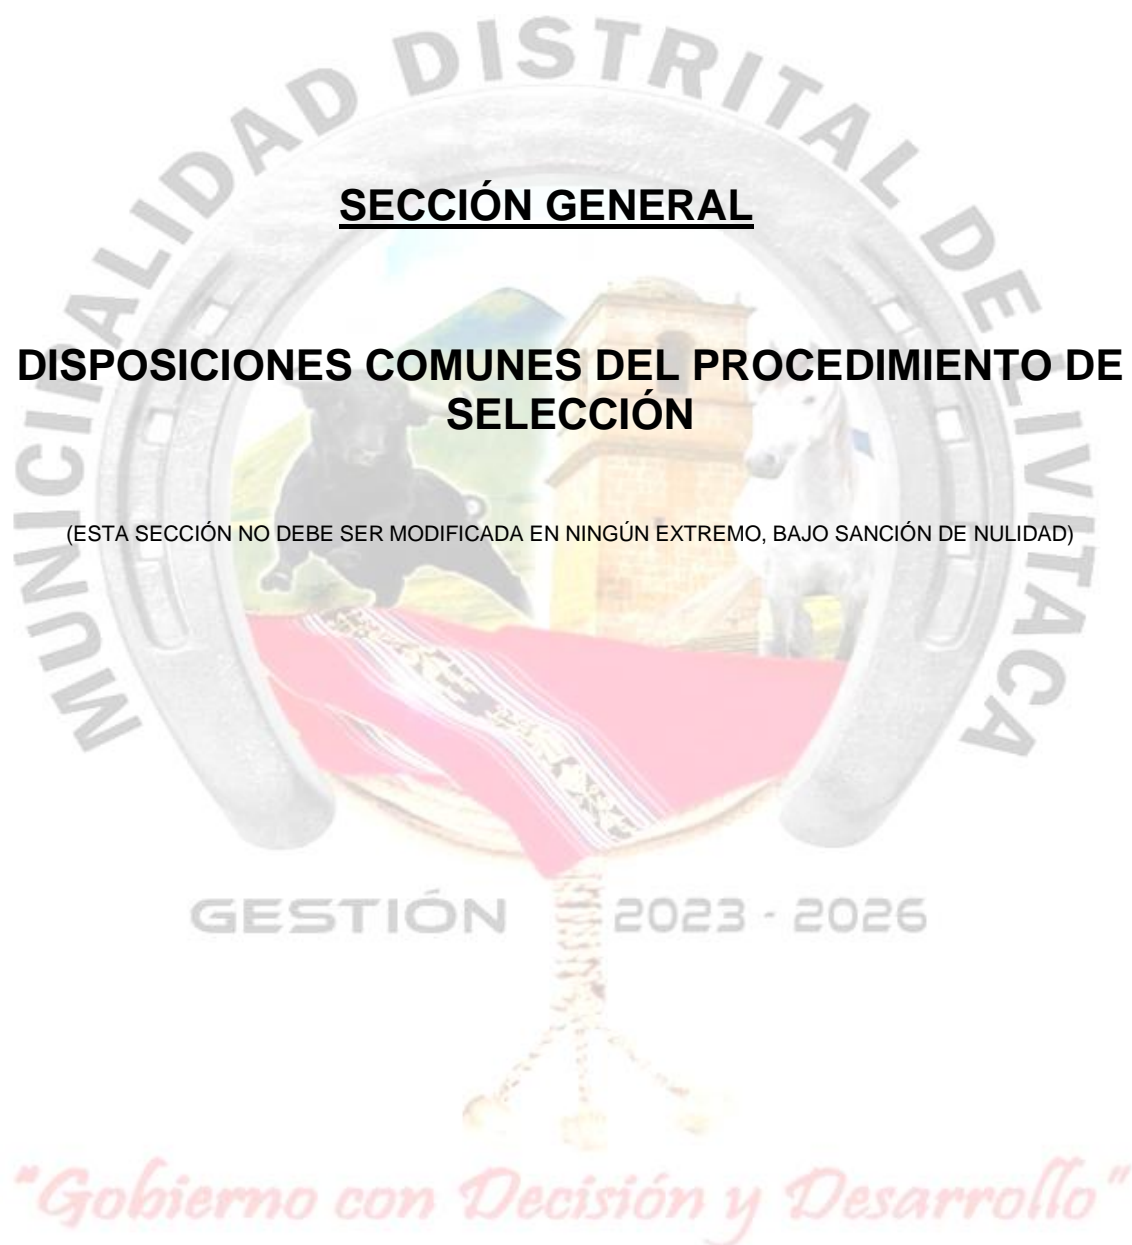 MUNICIPALIDAD DISTRITAL DE LIVITACA
SECCIÓN GENERAL
DISPOSICIONES COMUNES DEL PROCEDIMIENTO DE
SELECCIÓN
(ESTA SECCIÓN NO DEBE SER MODIFICADA EN NINGÚN EXTREMO, BAJO SANCIÓN DE NULIDAD)
GESTIÓN 2023 - 2026
"Gobierno con Decisión y Desarrollo"